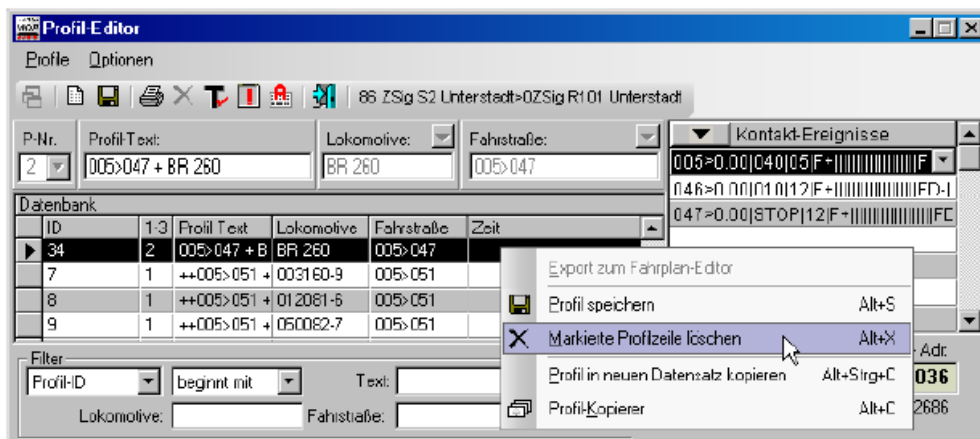 Profil-Editor
Profile Optionen
86 ZSig S2 Unterstadt>0ZSig R101 Unterstadt
P-Nr. Profil-Text: Lokomotive: Fahrstraße: Kontakt-Ereignisse
2 005>047 + BR 260 BR 260 005>047
005>0.00|040|05|F+||||||||||||||||||F
046>0.00|010|12|F+||||||||||||||||FD-I
047>0.00|STOP|12|F+||||||||||||||||FD
Datenbank
ID 1-3 Profil Text Lokomotive Fahrstraße Zeit
34 2 005>047 + B BR 260 005>047
7 1 ++005>051 + 003160-9 005>051
8 1 ++005>051 + 012081-6 005>051
9 1 ++005>051 + 050082-7 005>051
Export zum Fahrplan-Editor
Profil speichern Alt+S
Markierte Profilzeile löschen Alt+X
Profil in neuen Datensatz kopieren Alt+Strg+C
Profil-Kopierer Alt+C
Filter
Profil-ID beginnt mit Text:
Lokomotive: Fahrstraße:
Adr.
036
2686